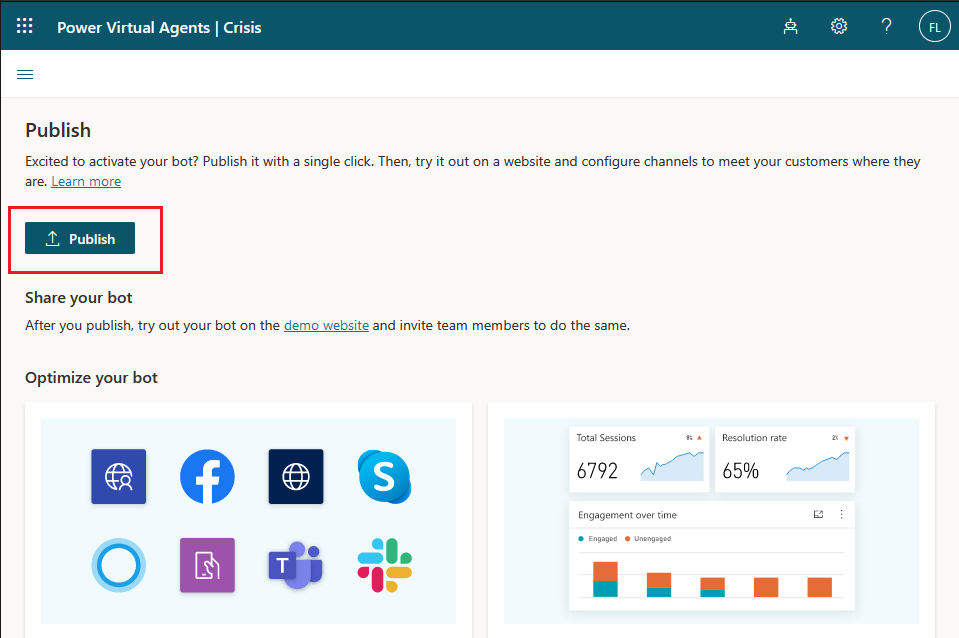 Power Virtual Agents | Crisis
FL
Publish
Excited to activate your bot? Publish it with a single click. Then, try it out on a website and configure channels to meet your customers where they
are. Learn more
Publish
Share your bot
After you publish, try out your bot on the demo website and invite team members to do the same.
Optimize your bot
Total Sessions
6792
Resolution rate
2%
65%
Engagement over time
Engaged
Unengaged
S
T